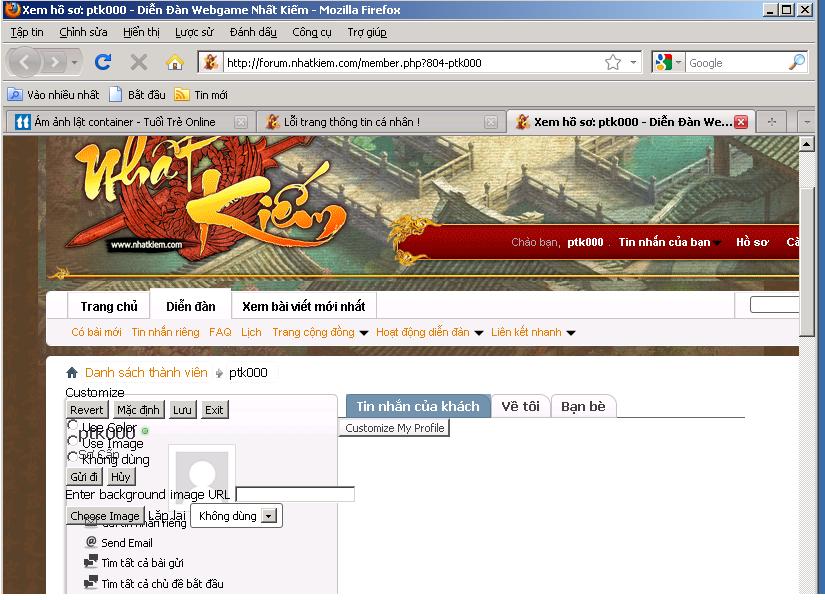 Xem hồ sơ: ptk000 - Diễn Đàn Webgame Nhất Kiếm - Mozilla Firefox
Tập tin Chỉnh sửa Hiển thị Lược sử Đánh dấu Công cụ Trợ giúp
http://forum.nhatkiem.com/member.php?804-ptk000
Google
Vào nhiều nhất Bắt đầu Tin mới
Ám ảnh lật container - Tuổi Trẻ Online
Lỗi trang thông tin cá nhân !
Xem hồ sơ: ptk000 - Diễn Đàn We...
Nhất Kiếm
www.nhatkiem.com
Chào bạn, ptk000 . Tin nhắn của bạn Hồ sơ Cà
Trang chủ Diễn đàn Xem bài viết mới nhất
Có bài mới Tin nhắn riêng FAQ Lịch Trang cộng đồng Hoạt động diễn đàn Liên kết nhanh
Danh sách thành viên ptk000
Customize
Revert Mặc định Lưu Exit
Tin nhắn của khách Về tôi Bạn bè
Use Color
ptk000
Customize My Profile
Use Image
Sơ Cấp
Không dùng
Gửi đi Hủy
Enter background image URL
Choose Image Lặp lại Không dùng
Gửi tin nhắn riêng
Send Email
Tìm tất cả bài gửi
Tìm tất cả chủ đề bắt đầu